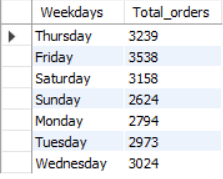 Weekdays Total_orders
Thursday 3239
Friday 3538
Saturday 3158
Sunday 2624
Monday 2794
Tuesday 2973
Wednesday 3024